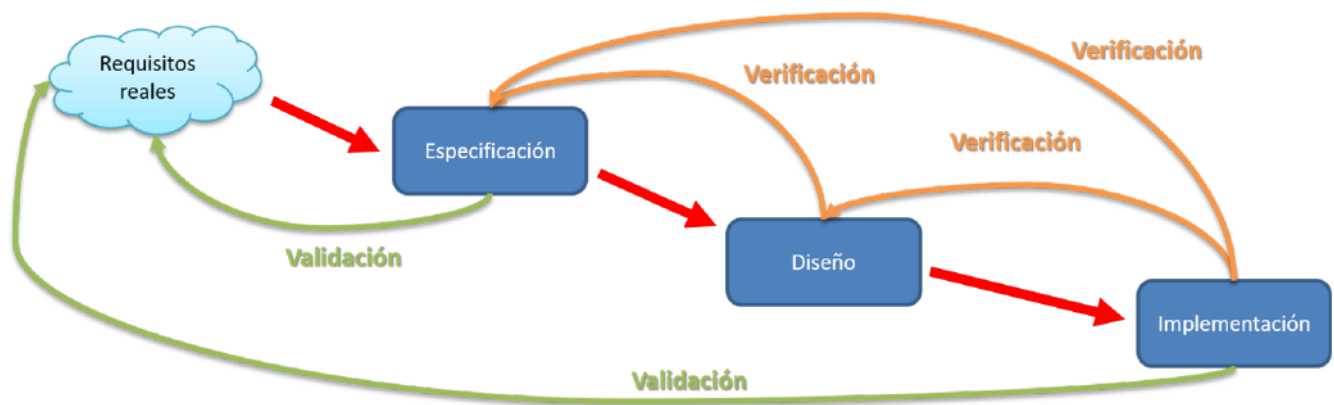 Requisitos
reales
Especificación
Diseño
Implementación
Verificación
Verificación
Verificación
Validación
Validación